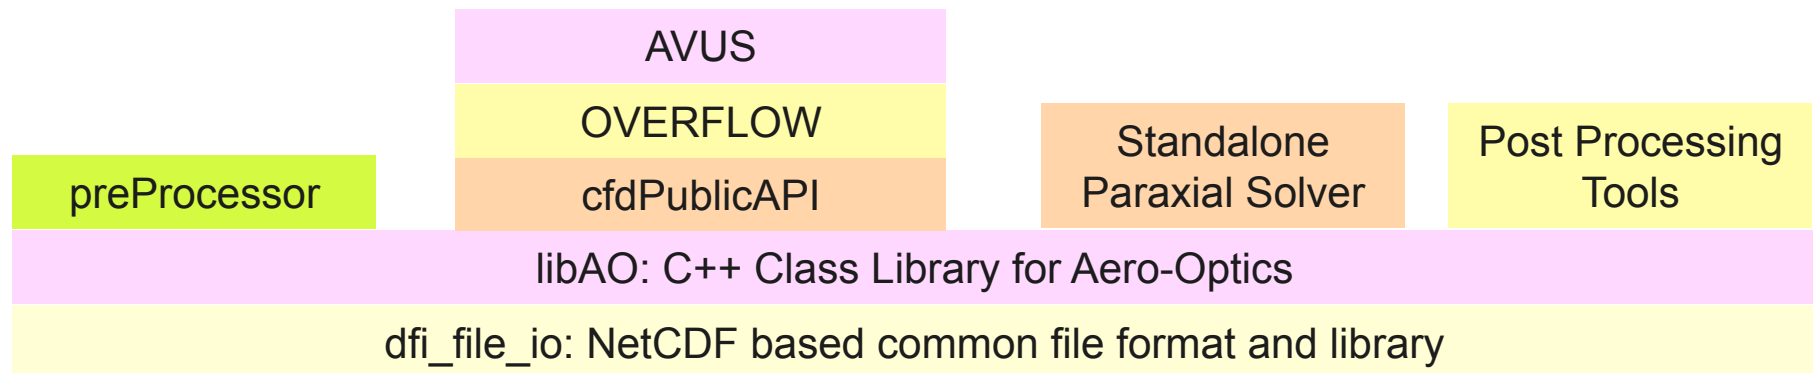 AVUS
OVERFLOW
cfdPublicAPI
preProcessor
Standalone
Paraxial Solver
Post Processing
Tools
libAO: C++ Class Library for Aero-Optics
dfi_file_io: NetCDF based common file format and library